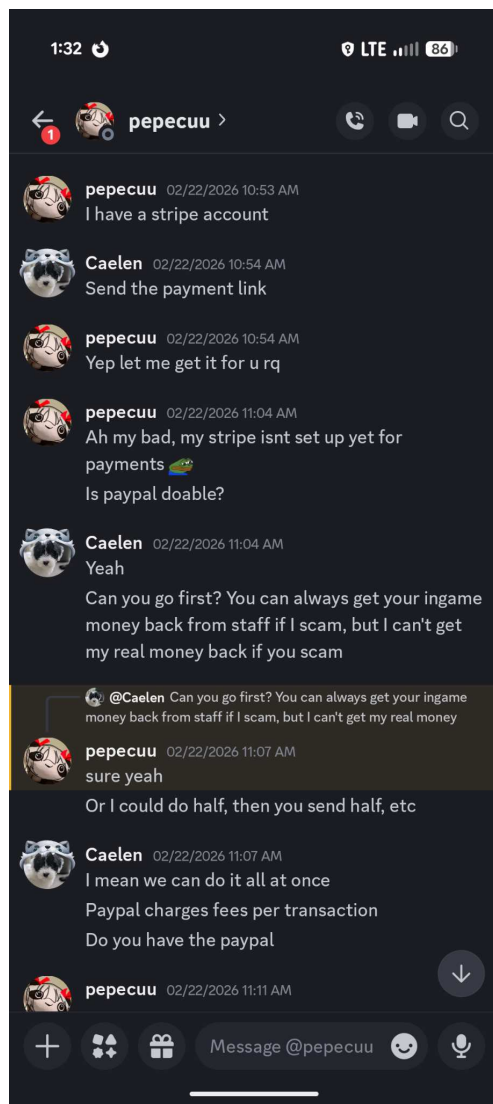 1:32 LTE 86
1 pepecuu
pepecuu 02/22/2026 10:53 AM
I have a stripe account
Caelen 02/22/2026 10:54 AM
Send the payment link
pepecuu 02/22/2026 10:54 AM
Yep let me get it for u rq
pepecuu 02/22/2026 11:04 AM
Ah my bad, my stripe isnt set up yet for
payments
Is paypal doable?
Caelen 02/22/2026 11:04 AM
Yeah
Can you go first? You can always get your ingame
money back from staff if I scam, but I can't get
my real money back if you scam
@Caelen Can you go first? You can always get your ingame
money back from staff if I scam, but I can't get my real money
pepecuu 02/22/2026 11:07 AM
sure yeah
Or I could do half, then you send half, etc
Caelen 02/22/2026 11:07 AM
I mean we can do it all at once
Paypal charges fees per transaction
Do you have the paypal
pepecuu 02/22/2026 11:11 AM
Message @pepecuu